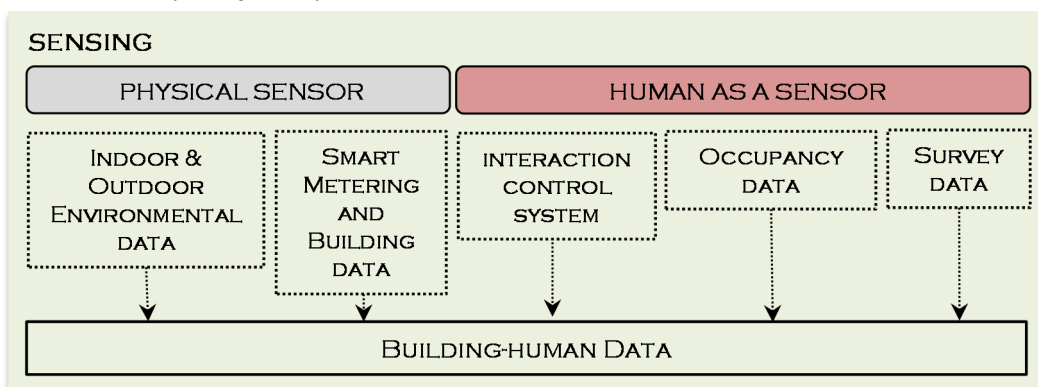 SENSING
PHYSICAL SENSOR
HUMAN AS A SENSOR
INDOOR &
OUTDOOR
ENVIRONMENTAL
DATA
SMART
METERING
AND
BUILDING
DATA
INTERACTION
CONTROL
SYSTEM
OCCUPANCY
DATA
SURVEY
DATA
BUILDING-HUMAN DATA